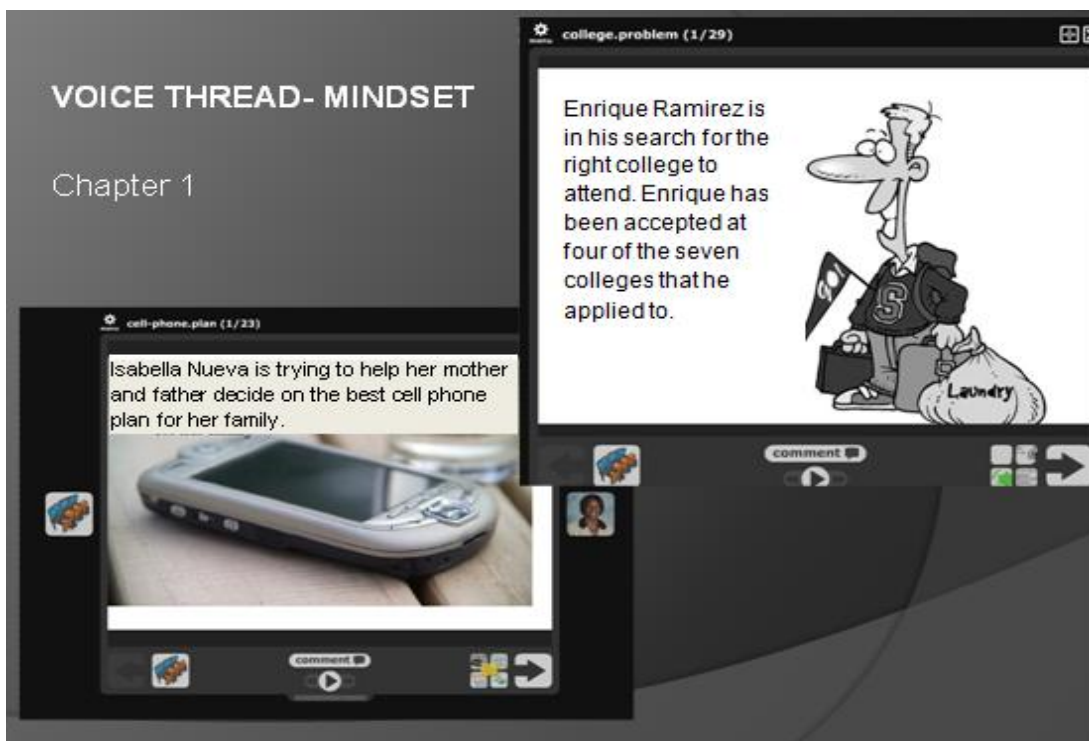 VOICE THREAD- MINDSET
Chapter 1
college.problem (1/29)
Enrique Ramirez is
in his search for the
right college to
attend. Enrique has
been accepted at
four of the seven
colleges that he
applied to.
GO!
S
Laundry
comment
cell-phone.plan (1/23)
Isabella Nueva is trying to help her mother
and father decide on the best cell phone
plan for her family.
comment